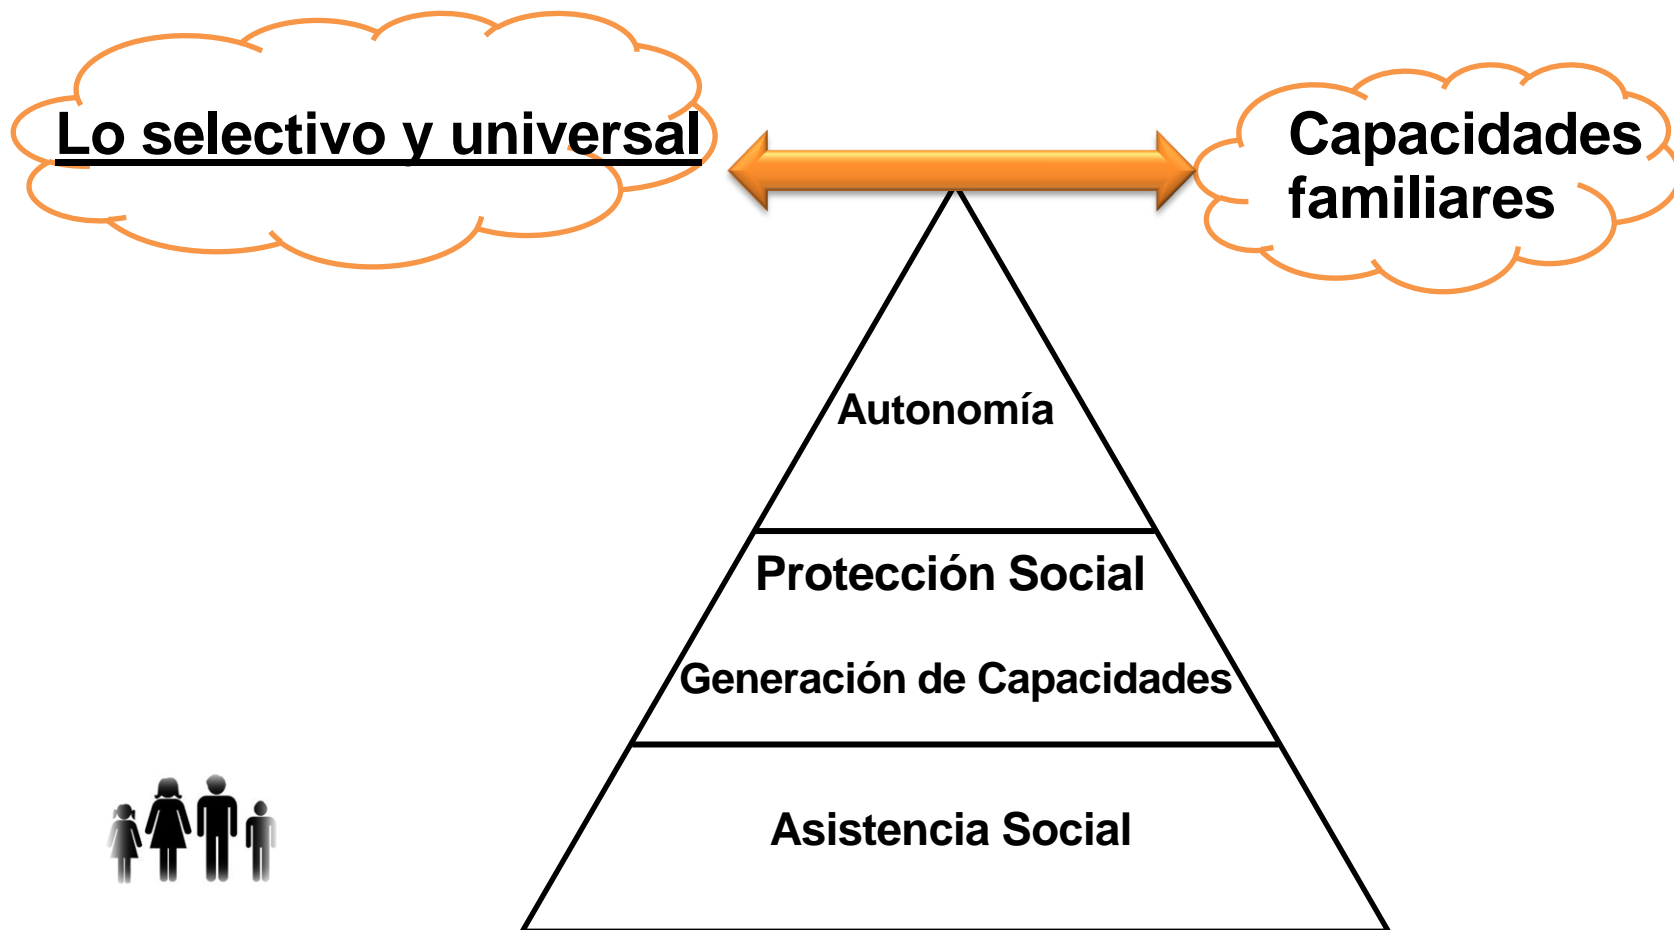 Lo selectivo y universal
Capacidades
familiares
Autonomía
Protección Social
Generación de Capacidades
Asistencia Social